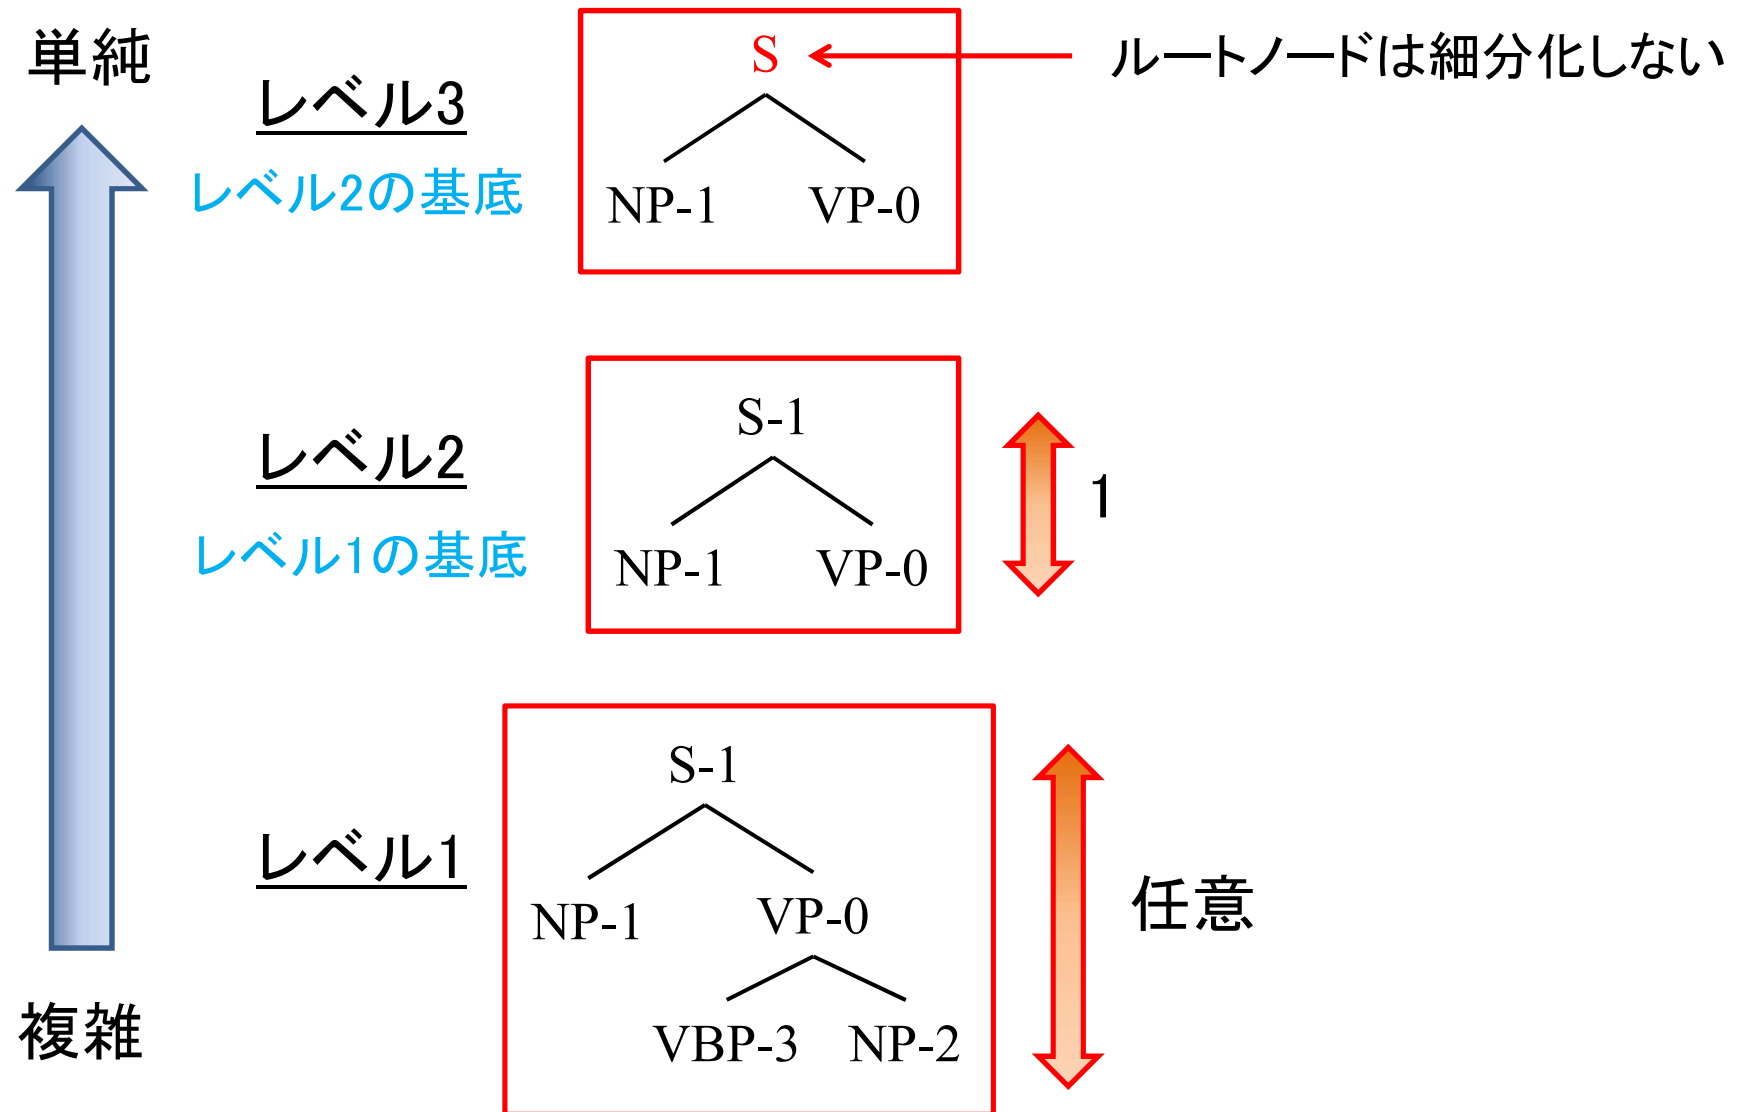 単純
レベル3
レベル2の基底
S
ルートノードは細分化しない
NP-1 VP-0
レベル2
レベル1の基底
S-1
NP-1 VP-0
1
レベル1
S-1
NP-1 VP-0
VBP-3 NP-2
任意
複雑